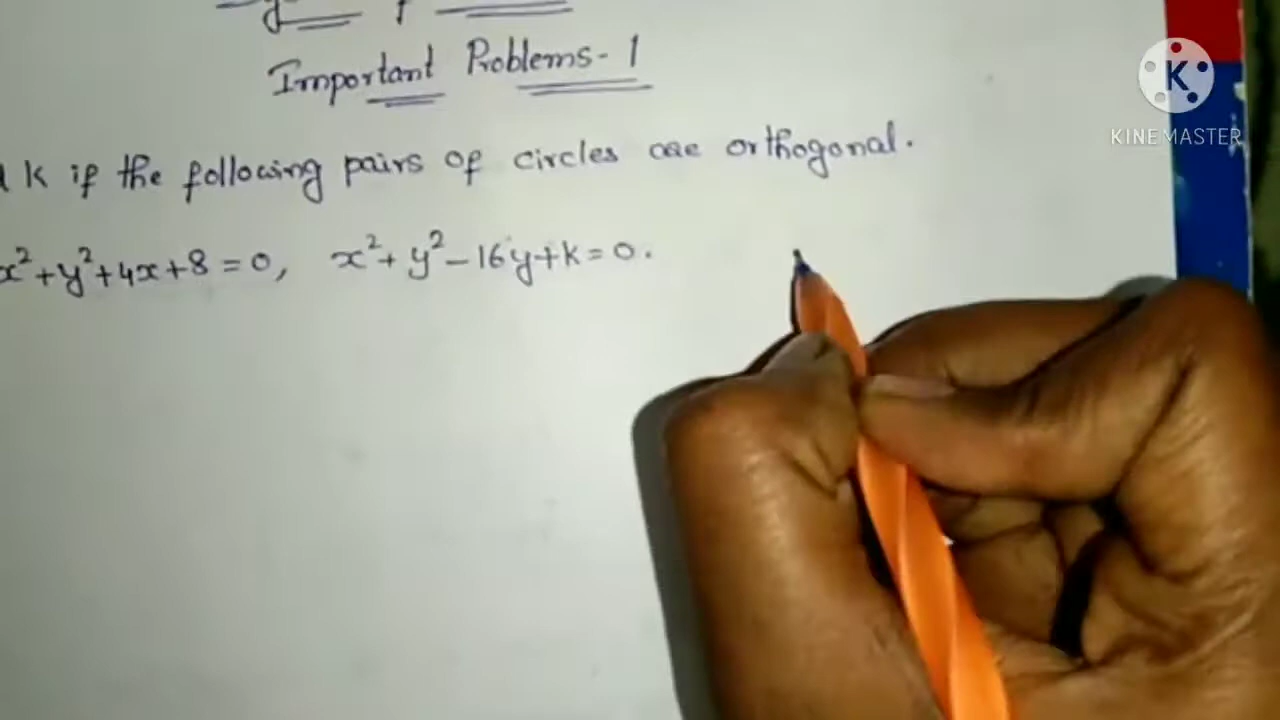 Important Problems-1
K if the following pairs of circles are orthogonal.
x²+y²+4x+8=0, x²+y²-16y+k=0.
K
KINEMASTER